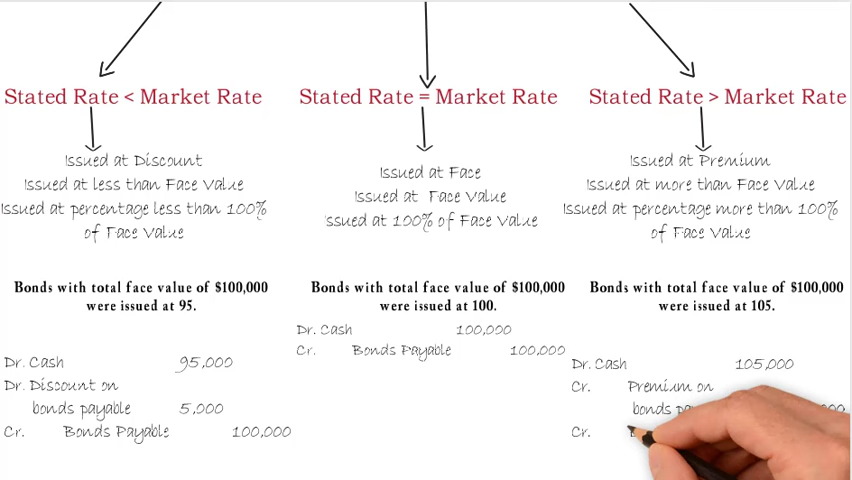 Stated Rate < Market Rate
Issued at Discount
Issued at less than Face Value
Issued at percentage less than 100%
of Face Value
Bonds with total face value of $100,000
were issued at 95.
Dr. Cash 95,000
Dr. Discount on
bonds payable 5,000
Cr. Bonds Payable 100,000
Stated Rate = Market Rate
Issued at Face
Issued at Face Value
ssued at 100% of Face Value
Bonds with total face value of $100,000
were issued at 100.
Dr. Cash 100,000
Cr. Bonds Payable 100,000
Stated Rate > Market Rate
Issued at Premium
Issued at more than Face Value
Issued at percentage more than 100%
of Face Value
Bonds with total face value of $100,000
were issued at 105.
Dr. Cash 105,000
Cr. Premium on
bonds
Cr.